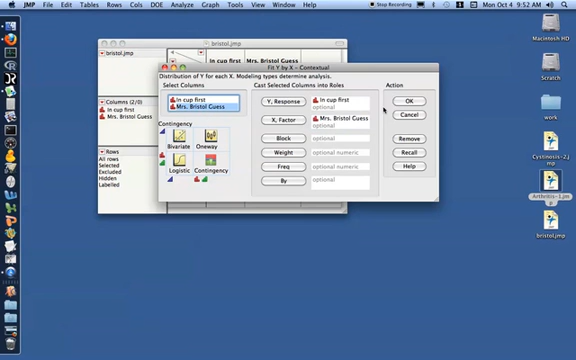 JMP File Edit Tables Rows Cols DOE Analyze Graph Tools View Window Help Stop Recording Mon Oct 4 9:52 AM
bristol.jmp
bristol.jmp
Columns (2/0)
In cup first
Mrs. Bristol Guess
Rows
All rows
Selected
Excluded
Hidden
Labelled
Fit Y by X – Contextual
Distribution of Y for each X. Modeling types determine analysis.
Select Columns
In cup first
Mrs. Bristol Guess
Contingency
Bivariate Oneway
Logistic Contingency
Cast Selected Columns into Roles
Y, Response In cup first
optional
X, Factor Mrs. Bristol Guess
optional
Block optional
Weight optional numeric
Freq optional numeric
By optional
Action
OK
Cancel
Remove
Recall
Help
Macintosh HD
Scratch
work
Cystinosis-2.j
mp
Arthritis-1.jm
p
bristol.jmp